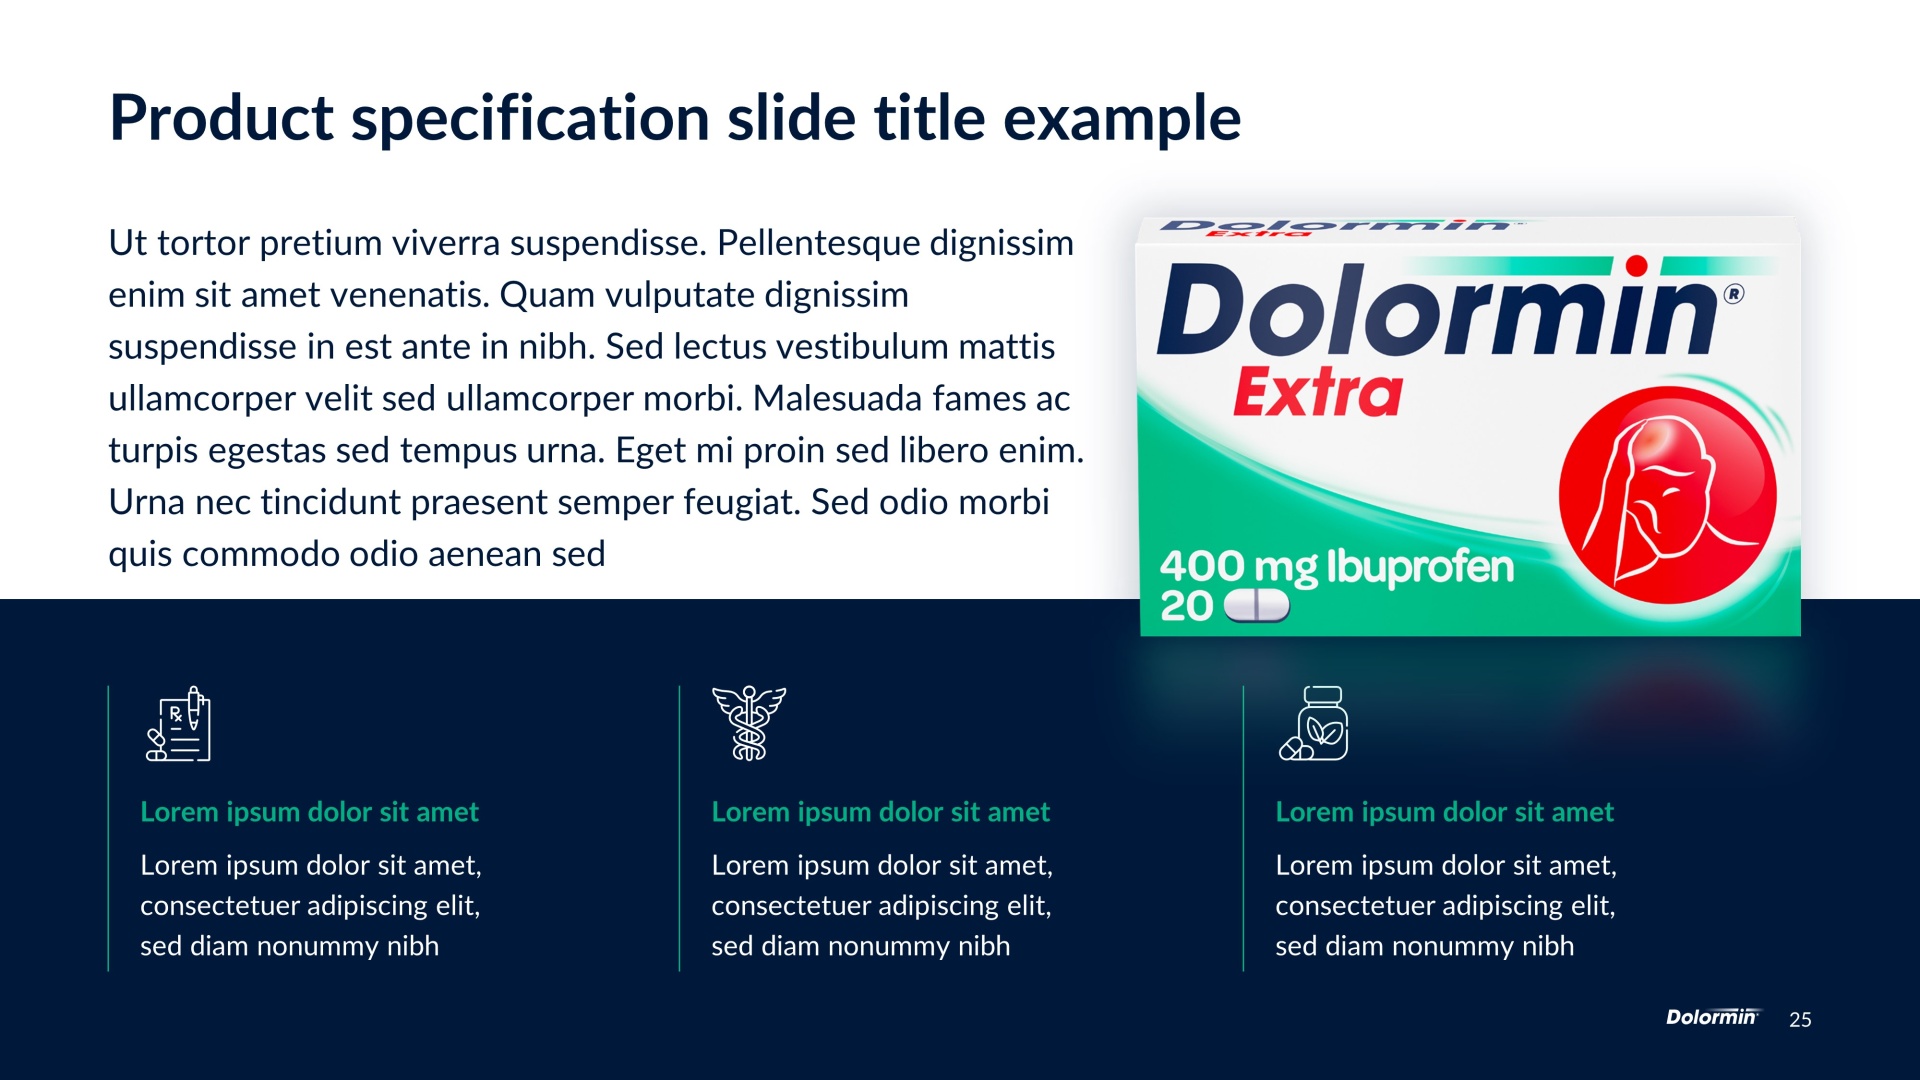 Product specification slide title example
Ut tortor pretium viverra suspendisse. Pellentesque dignissim
enim sit amet venenatis. Quam vulputate dignissim
suspendisse in est ante in nibh. Sed lectus vestibulum mattis
ullamcorper velit sed ullamcorper morbi. Malesuada fames ac
turpis egestas sed tempus urna. Eget mi proin sed libero enim.
Urna nec tincidunt praesent semper feugiat. Sed odio morbi
quis commodo odio aenean sed
Dolormin
Extra
Dolormin®
Extra
400 mg Ibuprofen
20
Rx
Lorem ipsum dolor sit amet
Lorem ipsum dolor sit amet,
consectetuer adipiscing elit,
sed diam nonummy nibh
Lorem ipsum dolor sit amet
Lorem ipsum dolor sit amet,
consectetuer adipiscing elit,
sed diam nonummy nibh
Lorem ipsum dolor sit amet
Lorem ipsum dolor sit amet,
consectetuer adipiscing elit,
sed diam nonummy nibh
Dolormin 25